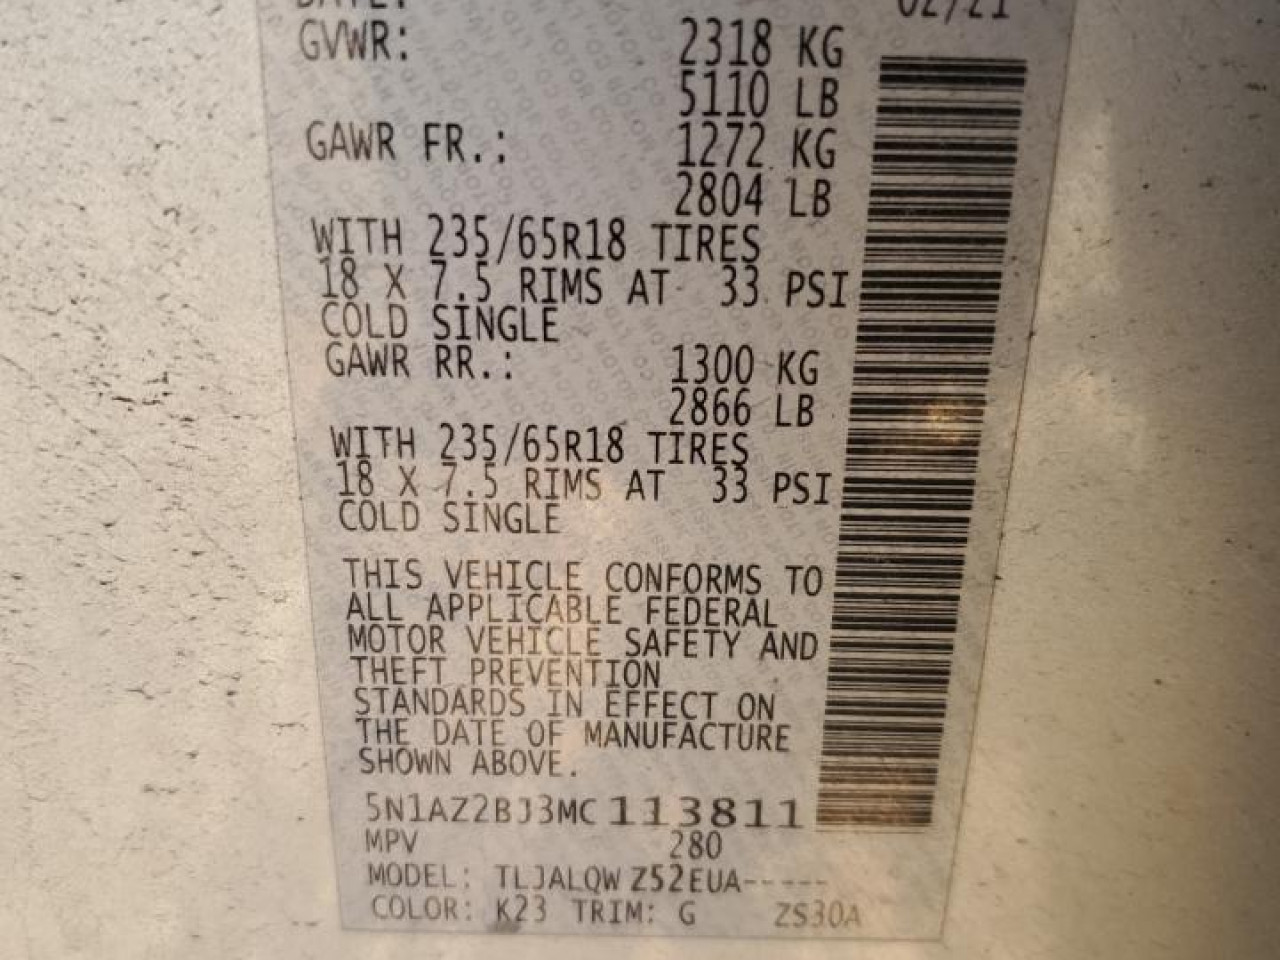 DATE: 02/21
GVWR: 2318 KG
5110 LB
GAWR FR.: 1272 KG
2804 LB
WITH 235/65R18 TIRES
18 X 7.5 RIMS AT 33 PSI
COLD SINGLE
GAWR RR.: 1300 KG
2866 LB
WITH 235/65R18 TIRES
18 X 7.5 RIMS AT 33 PSI
COLD SINGLE
THIS VEHICLE CONFORMS TO
ALL APPLICABLE FEDERAL
MOTOR VEHICLE SAFETY AND
THEFT PREVENTION
STANDARDS IN EFFECT ON
THE DATE OF MANUFACTURE
SHOWN ABOVE.
5N1AZ2BJ3MC113811
MPV 280
MODEL: TLJALQW Z52EUA-----
COLOR: K23 TRIM: G ZS30A